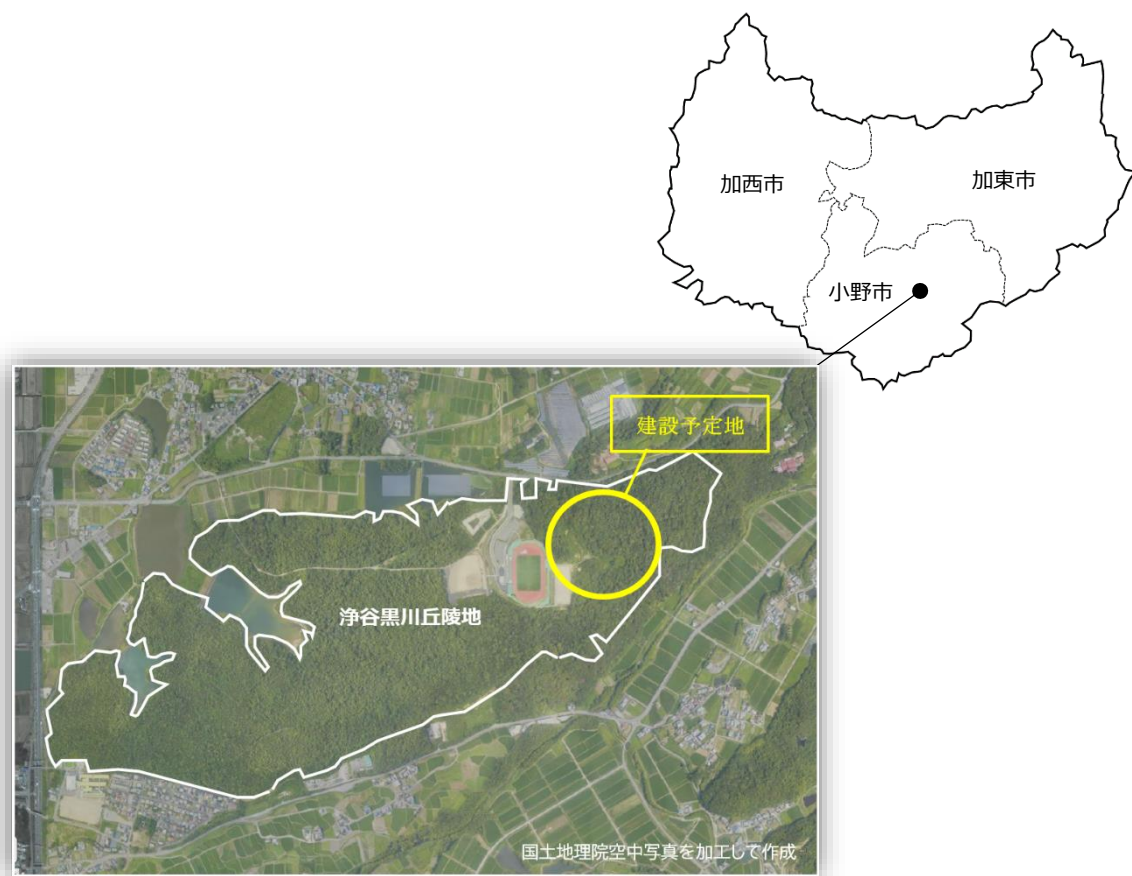 加西市
加東市
小野市
建設予定地
浄谷黒川丘陵地
国土地理院空中写真を加工して作成